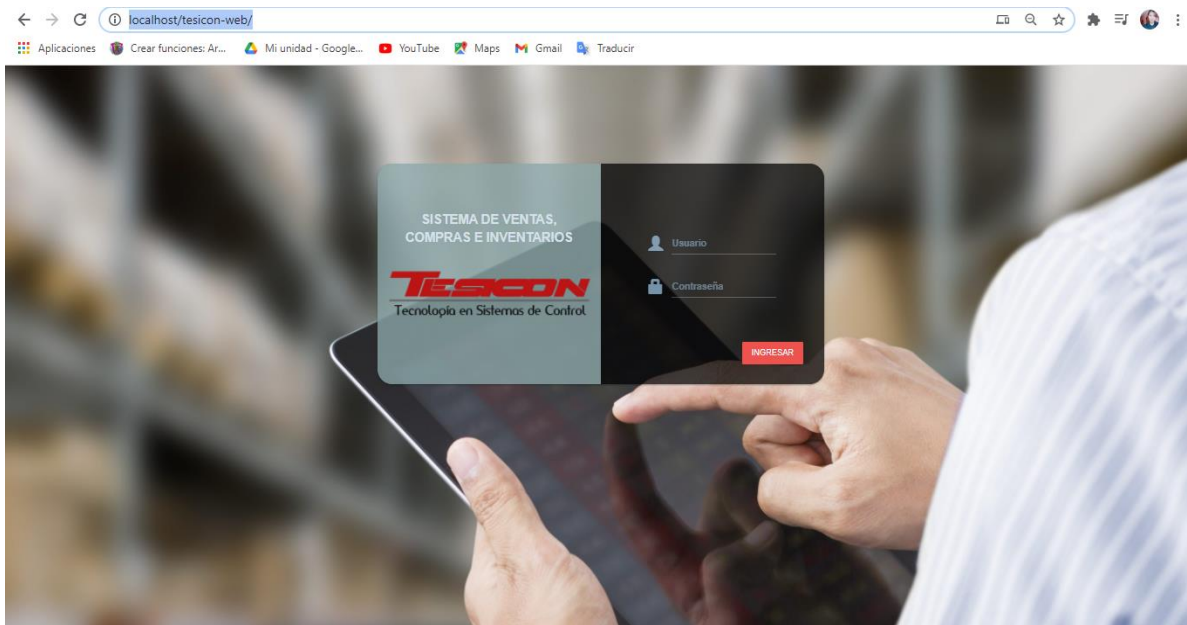 localhost/tesicon-web/
Aplicaciones
Crear funciones: Ar...
Mi unidad - Google...
YouTube
Maps
Gmail
Traducir
SISTEMA DE VENTAS,
COMPRAS E INVENTARIOS
TESICON
Tecnología en Sistemas de Control
Usuario
Contraseña
INGRESAR